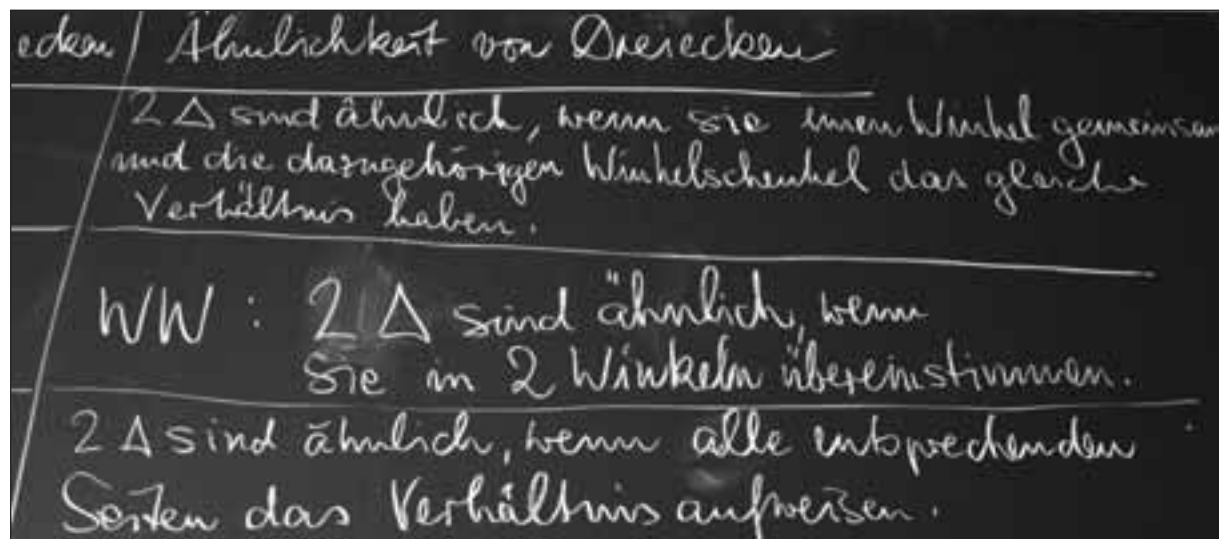 ecken / Ähnlichkeit von Dreiecken
2 Δ sind ähnlich, wenn sie einen Winkel gemeinsam
und die dazugehörigen Winkelschenkel das gleiche
Verhältnis haben.
WW : 2 Δ sind ähnlich, wenn
sie in 2 Winkeln übereinstimmen.
2 Δ sind ähnlich, wenn alle entsprechenden
Seiten das Verhältnis aufweisen.